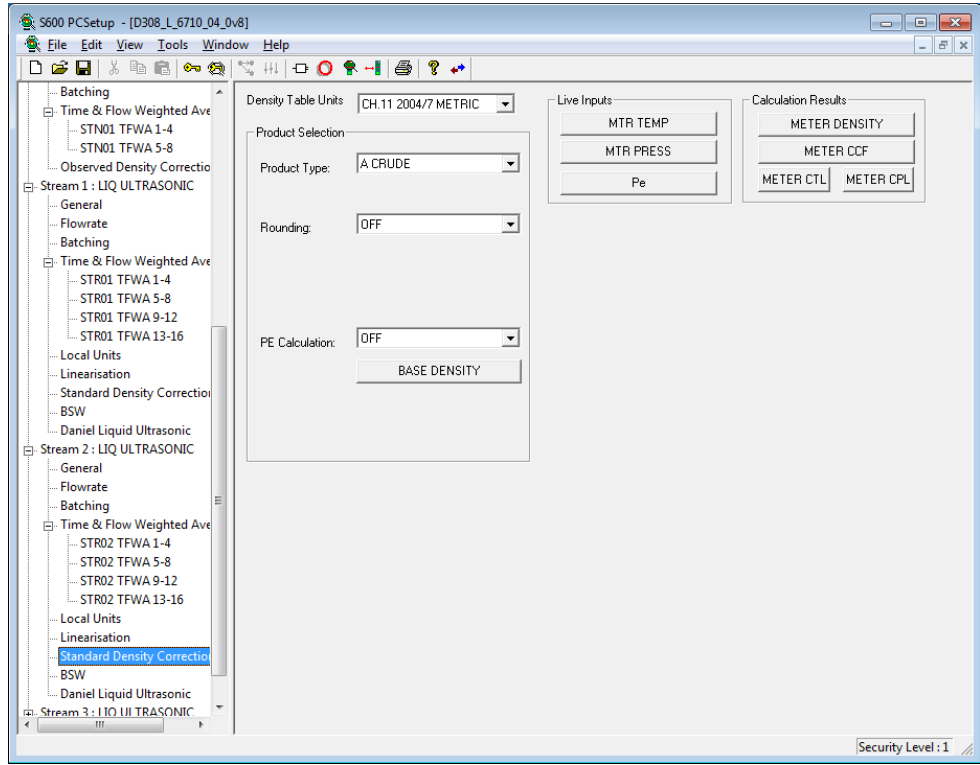 S600 PCSetup - [D308_L_6710_04_0v8]
File Edit View Tools Window Help
Batching
Time & Flow Weighted Ave
STN01 TFWA 1-4
STN01 TFWA 5-8
Observed Density Correctio
Stream 1 : LIQ ULTRASONIC
General
Flowrate
Batching
Time & Flow Weighted Ave
STR01 TFWA 1-4
STR01 TFWA 5-8
STR01 TFWA 9-12
STR01 TFWA 13-16
Local Units
Linearisation
Standard Density Correction
BSW
Daniel Liquid Ultrasonic
Stream 2 : LIQ ULTRASONIC
General
Flowrate
Batching
Time & Flow Weighted Ave
STR02 TFWA 1-4
STR02 TFWA 5-8
STR02 TFWA 9-12
STR02 TFWA 13-16
Local Units
Linearisation
Standard Density Correction
BSW
Daniel Liquid Ultrasonic
Stream 3 : LIQ ULTRASONIC
Density Table Units CH.11 2004/7 METRIC
Product Selection
Product Type: A CRUDE
Rounding: OFF
PE Calculation: OFF
BASE DENSITY
Live Inputs
MTR TEMP
MTR PRESS
Pe
Calculation Results
METER DENSITY
METER CCF
METER CTL METER CPL
Security Level : 1